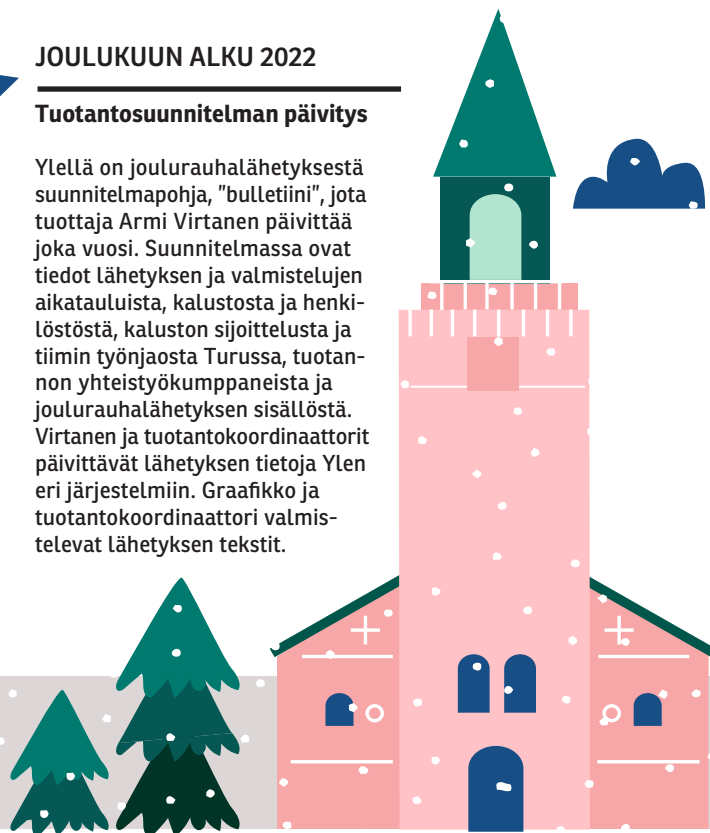 JOULUKUUN ALKU 2022
Tuotantosuunnitelman päivitys
Ylellä on joulurauhalähetyksestä
suunnitelmapohja, ”bulletiini”, jota
tuottaja Armi Virtanen päivittää
joka vuosi. Suunnitelmassa ovat
tiedot lähetyksen ja valmistelujen
aikatauluista, kalustosta ja henki-
löstöstä, kaluston sijoittelusta ja
tiimin työnjaosta Turussa, tuotan-
non yhteistyökumppaneista ja
joulurauhalähetyksen sisällöstä.
Virtanen ja tuotantokoordinaattorit
päivittävät lähetyksen tietoja Ylen
eri järjestelmiin. Graafikko ja
tuotantokoordinaattori valmis-
televat lähetyksen tekstit.